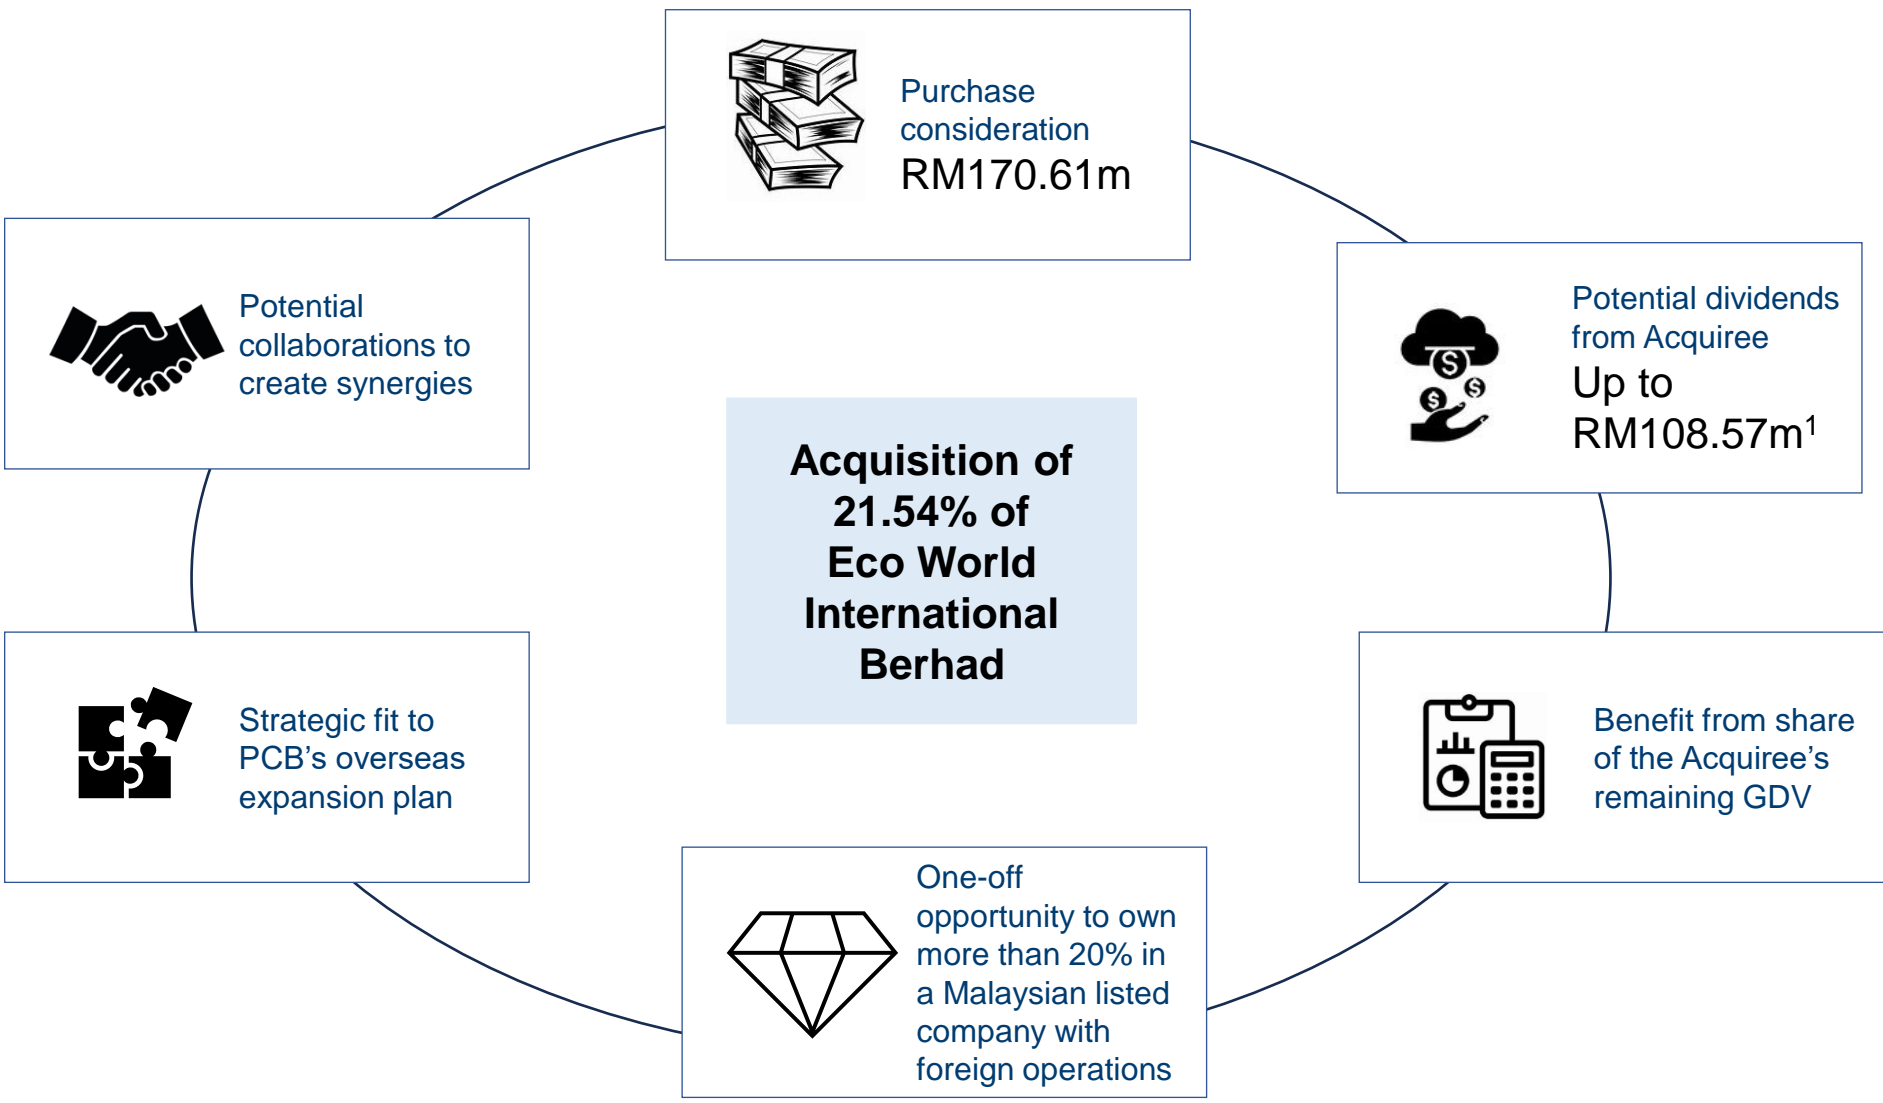 Purchase
consideration
RM170.61m
Potential dividends
from Acquiree
Up to
RM108.57m¹
Benefit from share
of the Acquiree’s
remaining GDV
One-off
opportunity to own
more than 20% in
a Malaysian listed
company with
foreign operations
Strategic fit to
PCB’s overseas
expansion plan
Potential
collaborations to
create synergies
Acquisition of
21.54% of
Eco World
International
Berhad